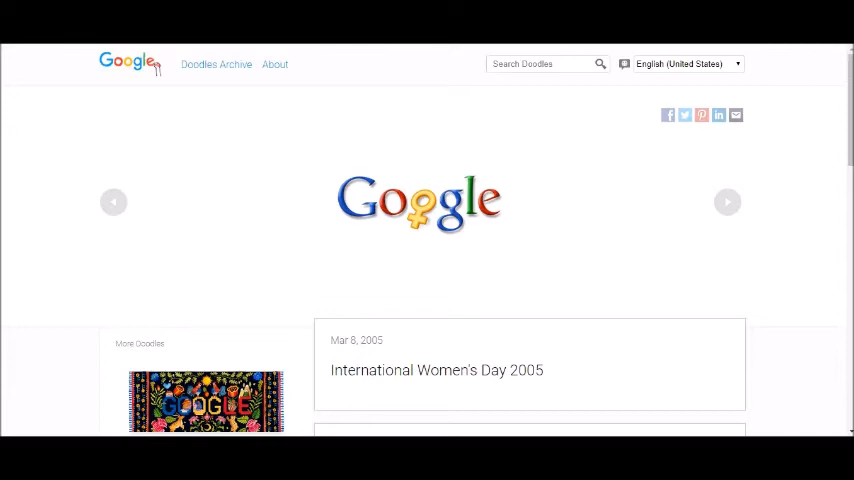 Google
Doodles Archive
About
Search Doodles
English (United States)
Google
Mar 8, 2005
International Women's Day 2005
More Doodles
GOOGLE